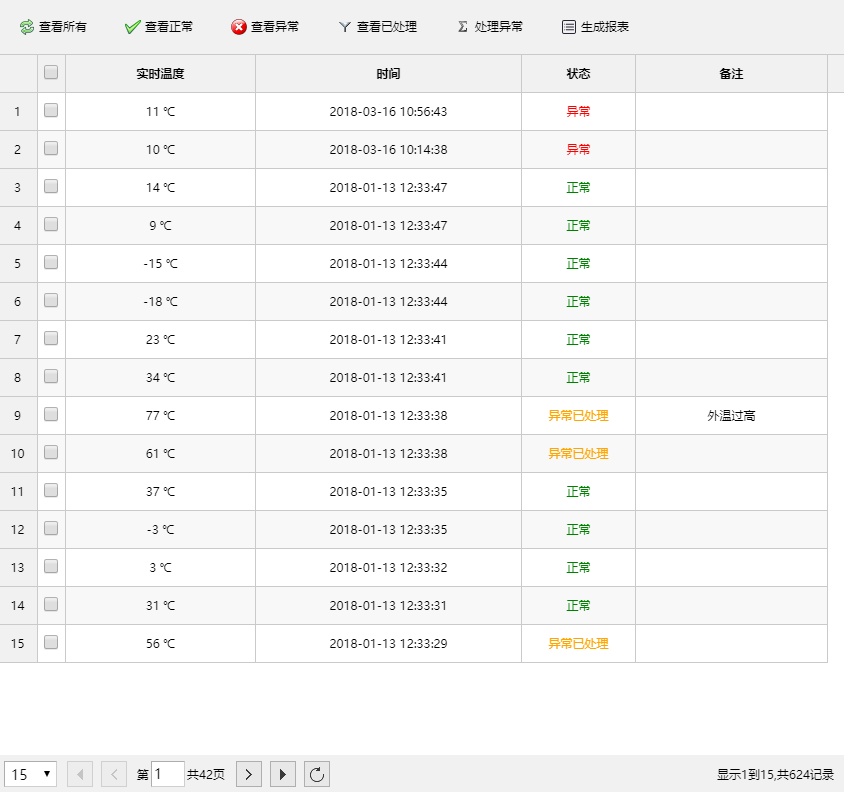 查看所有 查看正常 查看异常 查看已处理 处理异常 生成报表
实时温度 时间 状态 备注
1 11 ℃ 2018-03-16 10:56:43 异常
2 10 ℃ 2018-03-16 10:14:38 异常
3 14 ℃ 2018-01-13 12:33:47 正常
4 9 ℃ 2018-01-13 12:33:47 正常
5 -15 ℃ 2018-01-13 12:33:44 正常
6 -18 ℃ 2018-01-13 12:33:44 正常
7 23 ℃ 2018-01-13 12:33:41 正常
8 34 ℃ 2018-01-13 12:33:41 正常
9 77 ℃ 2018-01-13 12:33:38 异常已处理 外温过高
10 61 ℃ 2018-01-13 12:33:38 异常已处理
11 37 ℃ 2018-01-13 12:33:35 正常
12 -3 ℃ 2018-01-13 12:33:35 正常
13 3 ℃ 2018-01-13 12:33:32 正常
14 31 ℃ 2018-01-13 12:33:31 正常
15 56 ℃ 2018-01-13 12:33:29 异常已处理
15 第 1 共42页 显示1到15,共624记录